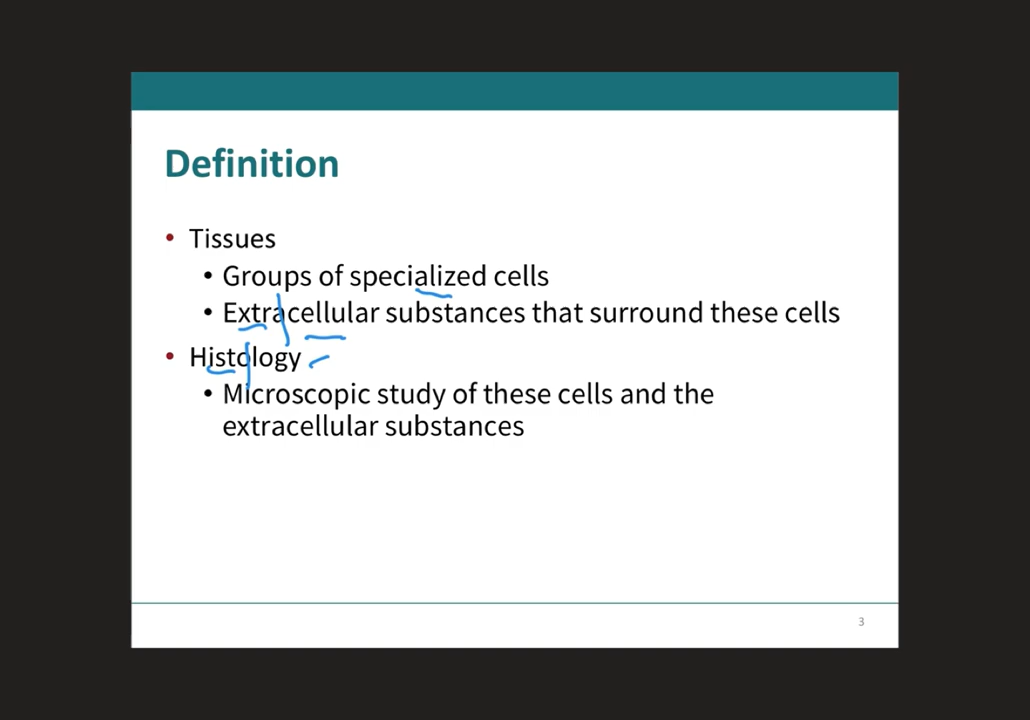 Definition
• Tissues
• Groups of specialized cells
• Extracellular substances that surround these cells
• Histology
• Microscopic study of these cells and the
extracellular substances
3